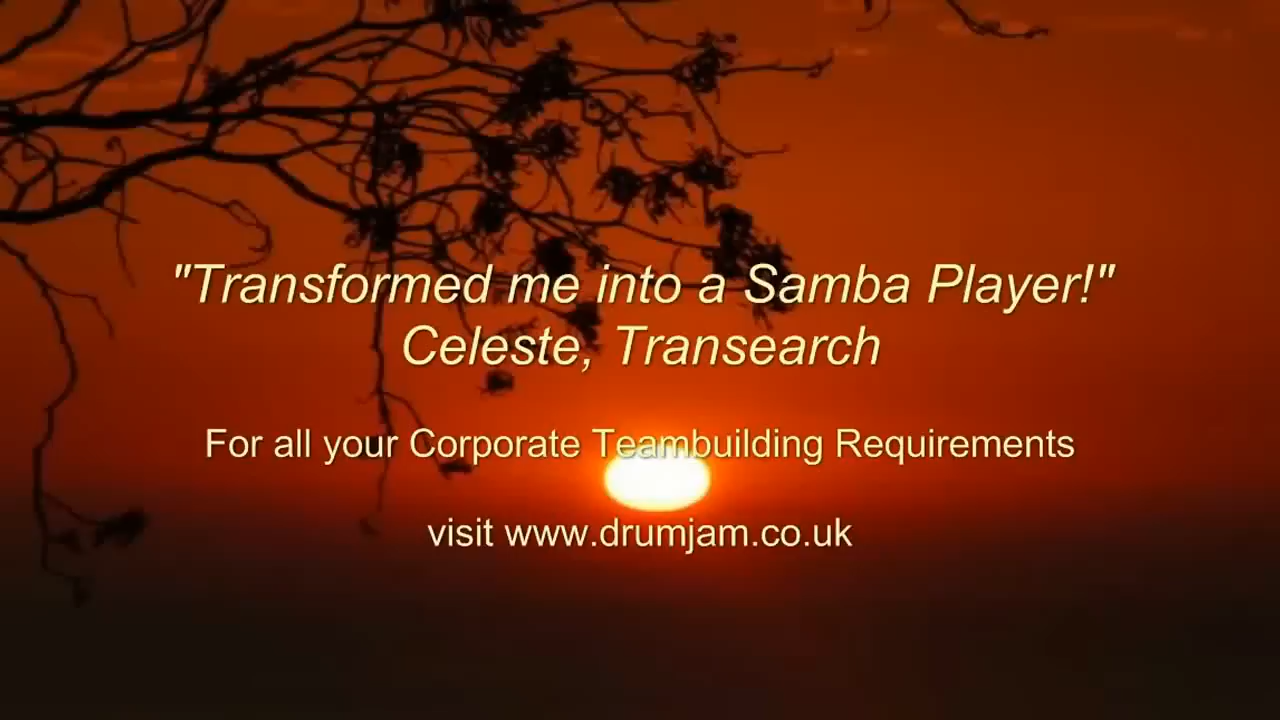 "Transformed me into a Samba Player!"
Celeste, Transearch
For all your Corporate Teambuilding Requirements
visit www.drumjam.co.uk